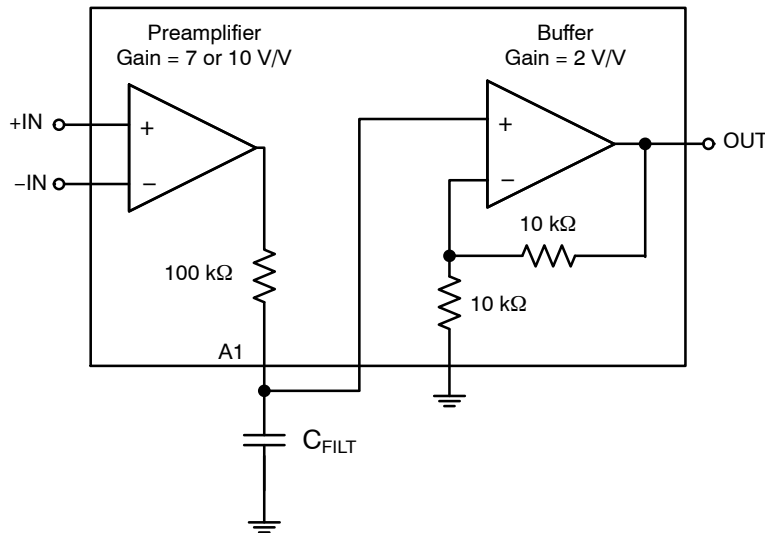 Preamplifier
Gain = 7 or 10 V/V
Buffer
Gain = 2 V/V
+IN
+
−IN
−
+
−
OUT
10 kΩ
100 kΩ
10 kΩ
A1
CFILT